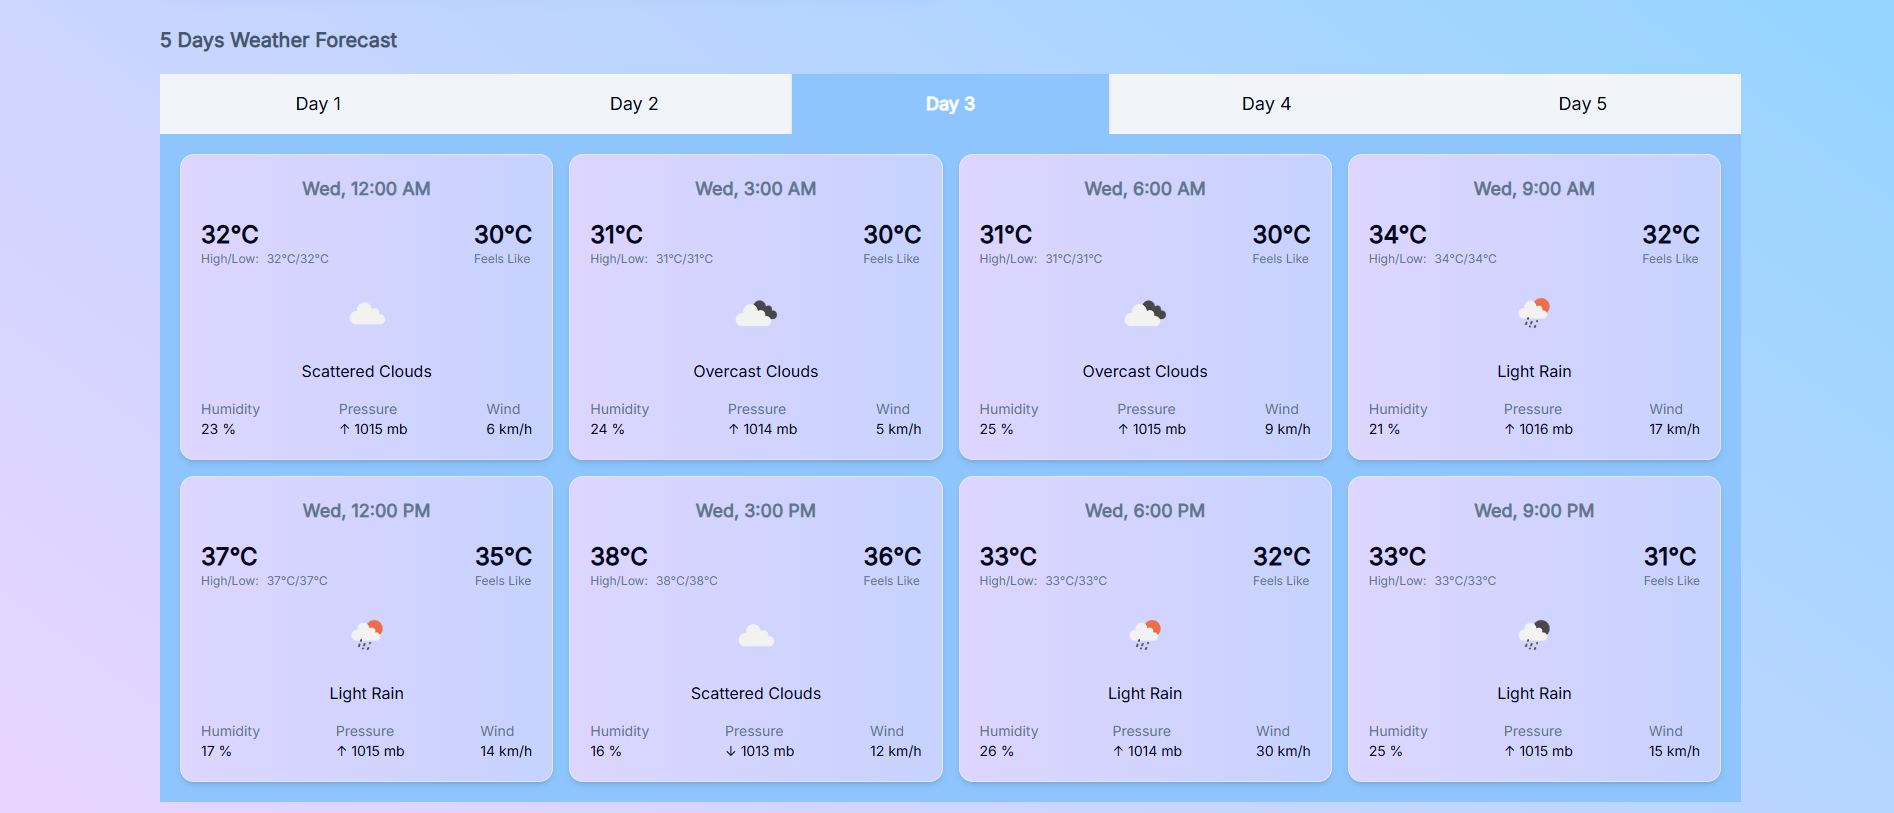 5 Days Weather Forecast
Day 1 Day 2 Day 3 Day 4 Day 5
Wed, 12:00 AM
32°C 30°C
High/Low: 32°C/32°C Feels Like
Scattered Clouds
Humidity Pressure Wind
23 % ↑ 1015 mb 6 km/h
Wed, 3:00 AM
31°C 30°C
High/Low: 31°C/31°C Feels Like
Overcast Clouds
Humidity Pressure Wind
24 % ↑ 1014 mb 5 km/h
Wed, 6:00 AM
31°C 30°C
High/Low: 31°C/31°C Feels Like
Overcast Clouds
Humidity Pressure Wind
25 % ↑ 1015 mb 9 km/h
Wed, 9:00 AM
34°C 32°C
High/Low: 34°C/34°C Feels Like
Light Rain
Humidity Pressure Wind
21 % ↑ 1016 mb 17 km/h
Wed, 12:00 PM
37°C 35°C
High/Low: 37°C/37°C Feels Like
Light Rain
Humidity Pressure Wind
17 % ↑ 1015 mb 14 km/h
Wed, 3:00 PM
38°C 36°C
High/Low: 38°C/38°C Feels Like
Scattered Clouds
Humidity Pressure Wind
16 % ↓ 1013 mb 12 km/h
Wed, 6:00 PM
33°C 32°C
High/Low: 33°C/33°C Feels Like
Light Rain
Humidity Pressure Wind
26 % ↑ 1014 mb 30 km/h
Wed, 9:00 PM
33°C 31°C
High/Low: 33°C/33°C Feels Like
Light Rain
Humidity Pressure Wind
25 % ↑ 1015 mb 15 km/h